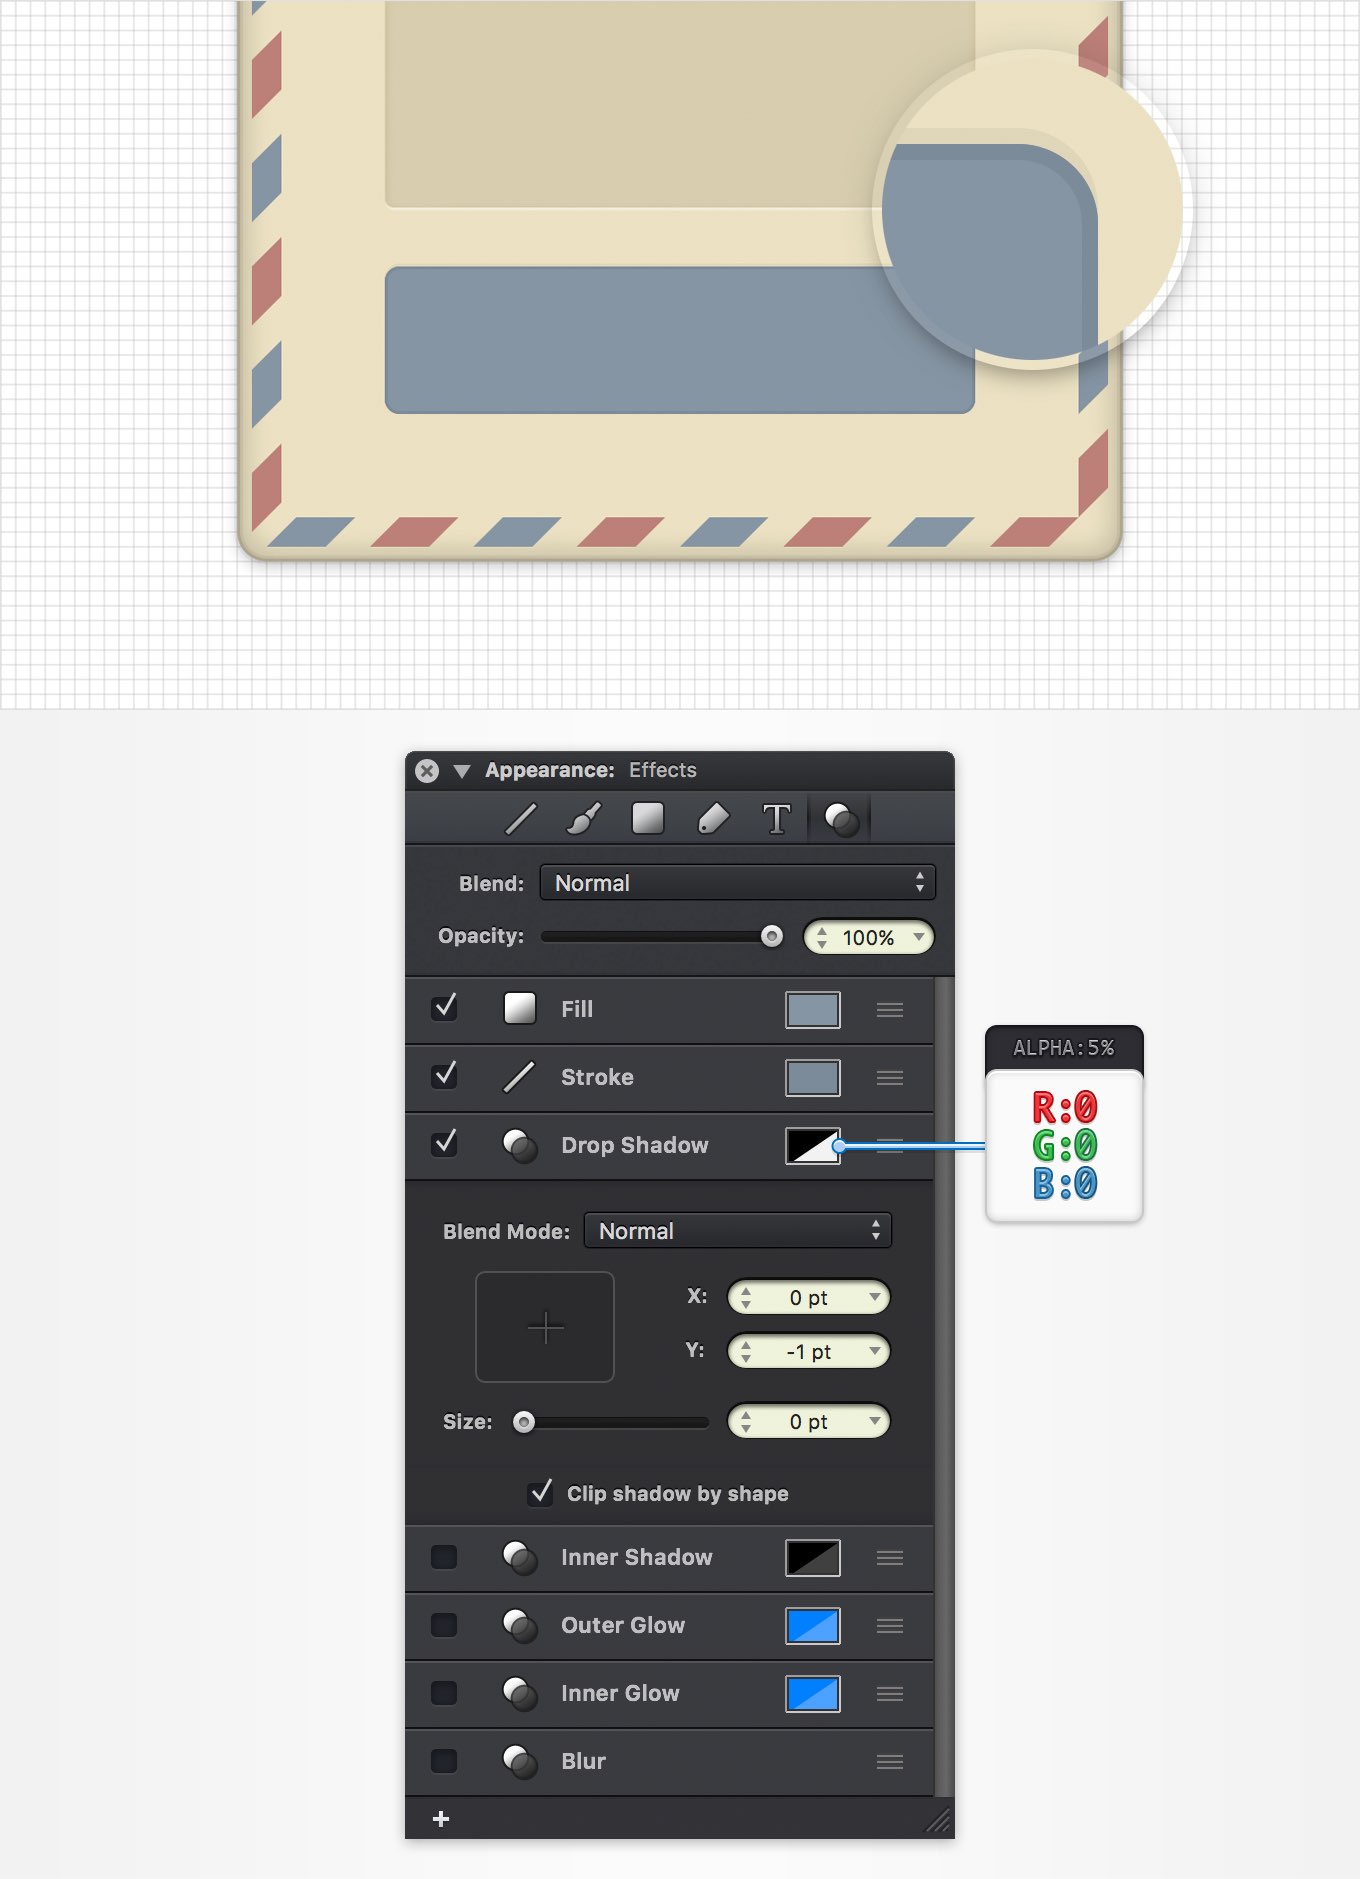 Appearance: Effects
T
Blend: Normal
Opacity: 100%
Fill
Stroke
Drop Shadow
ALPHA:5%
R:0
G:0
B:0
Blend Mode: Normal
X: 0 pt
Y: -1 pt
Size: 0 pt
Clip shadow by shape
Inner Shadow
Outer Glow
Inner Glow
Blur
+